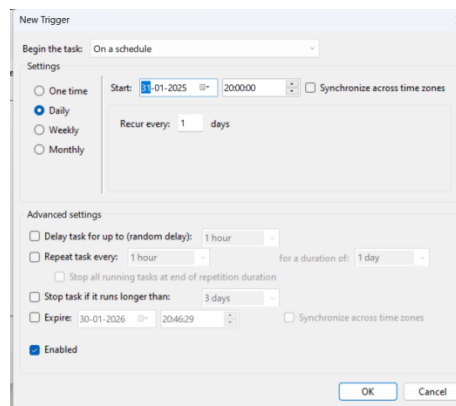 New Trigger
Begin the task: On a schedule
Settings
One time
Daily
Weekly
Monthly
Start: 31-01-2025 20:00:00 Synchronize across time zones
Recur every: 1 days
Advanced settings
Delay task for up to (random delay): 1 hour
Repeat task every: 1 hour for a duration of: 1 day
Stop all running tasks at end of repetition duration
Stop task if it runs longer than: 3 days
Expire: 30-01-2026 20:46:29 Synchronize across time zones
Enabled
OK Cancel